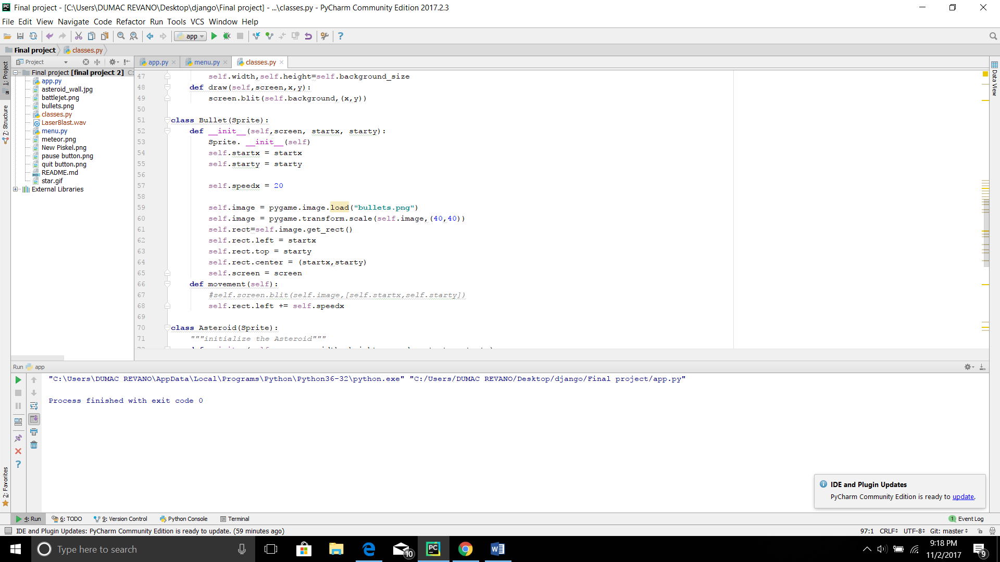 Final project - [C:\Users\DUMAC REVANO\Desktop\django\Final project] - ...\classes.py - PyCharm Community Edition 2017.2.3
File Edit View Navigate Code Refactor Run Tools VCS Window Help
app
Final project classes.py
1: Project
Z: Structure
2: Favorites
Data View
Project
app.py menu.py classes.py
Final project [final project 2] C:
app.py
asteroid_wall.jpg
battlejet.png
bullets.png
classes.py
LaserBlast.wav
menu.py
meteor.png
New Piskel.png
pause button.png
quit button.png
README.md
star.gif
External Libraries
47 self.width,self.height=self.background_size
48 def draw(self,screen,x,y):
49 screen.blit(self.background,(x,y))
50
51 class Bullet(Sprite):
52 def __init__(self,screen, startx, starty):
53 Sprite. __init__(self)
54 self.startx = startx
55 self.starty = starty
56
57 self.speedx = 20
58
59 self.image = pygame.image.load("bullets.png")
60 self.image = pygame.transform.scale(self.image,(40,40))
61 self.rect=self.image.get_rect()
62 self.rect.left = startx
63 self.rect.top = starty
64 self.rect.center = (startx,starty)
65 self.screen = screen
66 def movement(self):
67 #self.screen.blit(self.image,[self.startx,self.starty])
68 self.rect.left += self.speedx
69
70 class Asteroid(Sprite):
71 """initialize the Asteroid"""
Run app
"C:\Users\DUMAC REVANO\AppData\Local\Programs\Python\Python36-32\python.exe" "C:/Users/DUMAC REVANO/Desktop/django/Final project/app.py"
Process finished with exit code 0
IDE and Plugin Updates
PyCharm Community Edition is ready to update.
4: Run 6: TODO 9: Version Control Python Console Terminal 1 Event Log
IDE and Plugin Updates: PyCharm Community Edition is ready to update. (59 minutes ago) 97:1 CRLF UTF-8 Git: master
Type here to search
10
PC
9:18 PM
11/2/2017
9